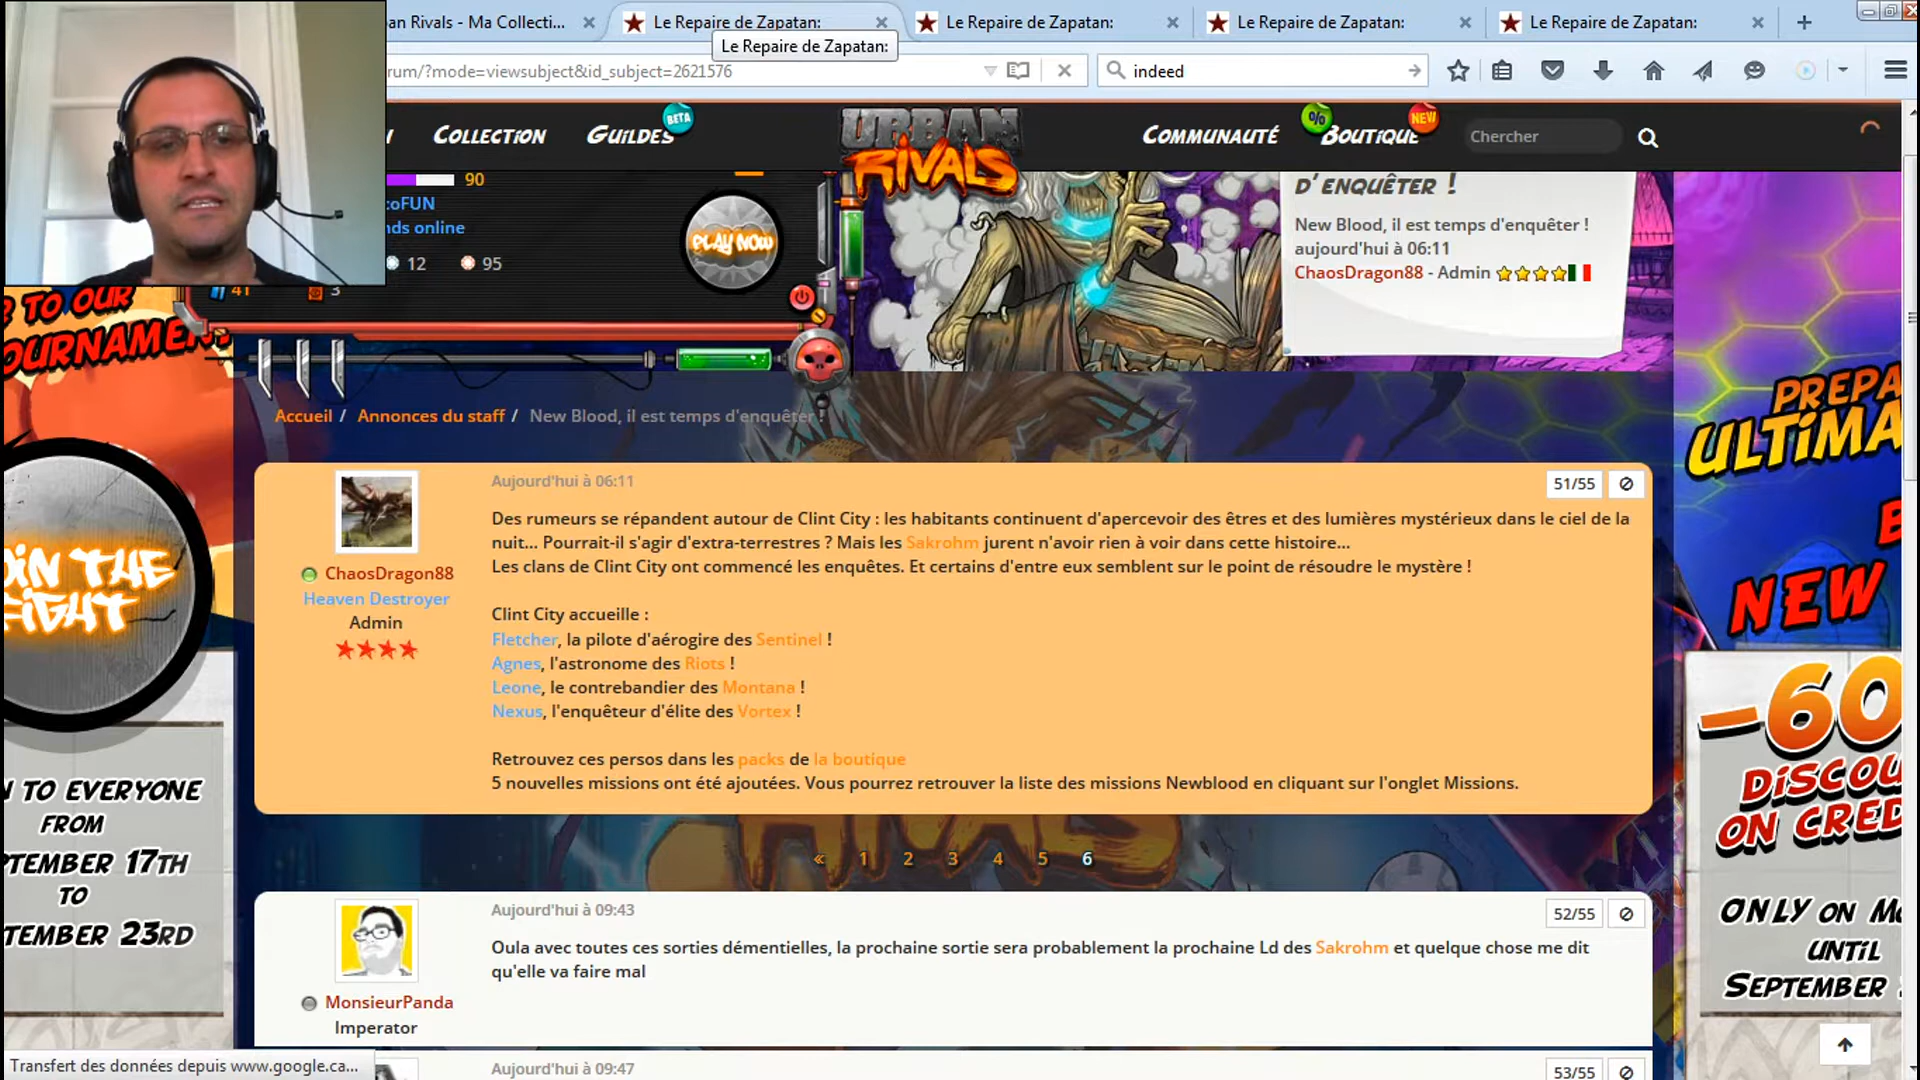 an Rivals - Ma Collecti...
Le Repaire de Zapatan:
Le Repaire de Zapatan:
Le Repaire de Zapatan:
Le Repaire de Zapatan:
Le Repaire de Zapatan:
rum/?mode=viewsubject&id_subject=2621576
indeed
COLLECTION
GUILDES
BETA
URBAN
RIVALS
COMMUNAUTÉ
%
BOUTIQUE
NEW
Chercher
90
toFUN
nds online
12
95
41
3
PLAY NOW
D'ENQUÊTER !
New Blood, il est temps d'enquêter !
aujourd'hui à 06:11
ChaosDragon88 - Admin
TO OUR
OURNAMEN
JOIN THE
FIGHT
N TO EVERYONE
FROM
PTEMBER 17TH
TO
PTEMBER 23RD
Accueil / Annonces du staff / New Blood, il est temps d'enquêter !
Aujourd'hui à 06:11
51/55
Des rumeurs se répandent autour de Clint City : les habitants continuent d'apercevoir des êtres et des lumières mystérieux dans le ciel de la
nuit... Pourrait-il s'agir d'extra-terrestres ? Mais les Sakrohm jurent n'avoir rien à voir dans cette histoire...
Les clans de Clint City ont commencé les enquêtes. Et certains d'entre eux semblent sur le point de résoudre le mystère !
ChaosDragon88
Heaven Destroyer
Admin
Clint City accueille :
Fletcher, la pilote d'aérogire des Sentinel !
Agnes, l'astronome des Riots !
Leone, le contrebandier des Montana !
Nexus, l'enquêteur d'élite des Vortex !
Retrouvez ces persos dans les packs de la boutique
5 nouvelles missions ont été ajoutées. Vous pourrez retrouver la liste des missions Newblood en cliquant sur l'onglet Missions.
RIVALS
« 1 2 3 4 5 6
Aujourd'hui à 09:43
52/55
Oula avec toutes ces sorties démentielles, la prochaine sortie sera probablement la prochaine Ld des Sakrohm et quelque chose me dit
qu'elle va faire mal
MonsieurPanda
Imperator
Aujourd'hui à 09:47
53/55
PREPA
ULTIMA
B
NEW
-60
DISCOU
ON CRED
ONLY ON MO
UNTIL
SEPTEMBER
Transfert des données depuis www.google.ca...